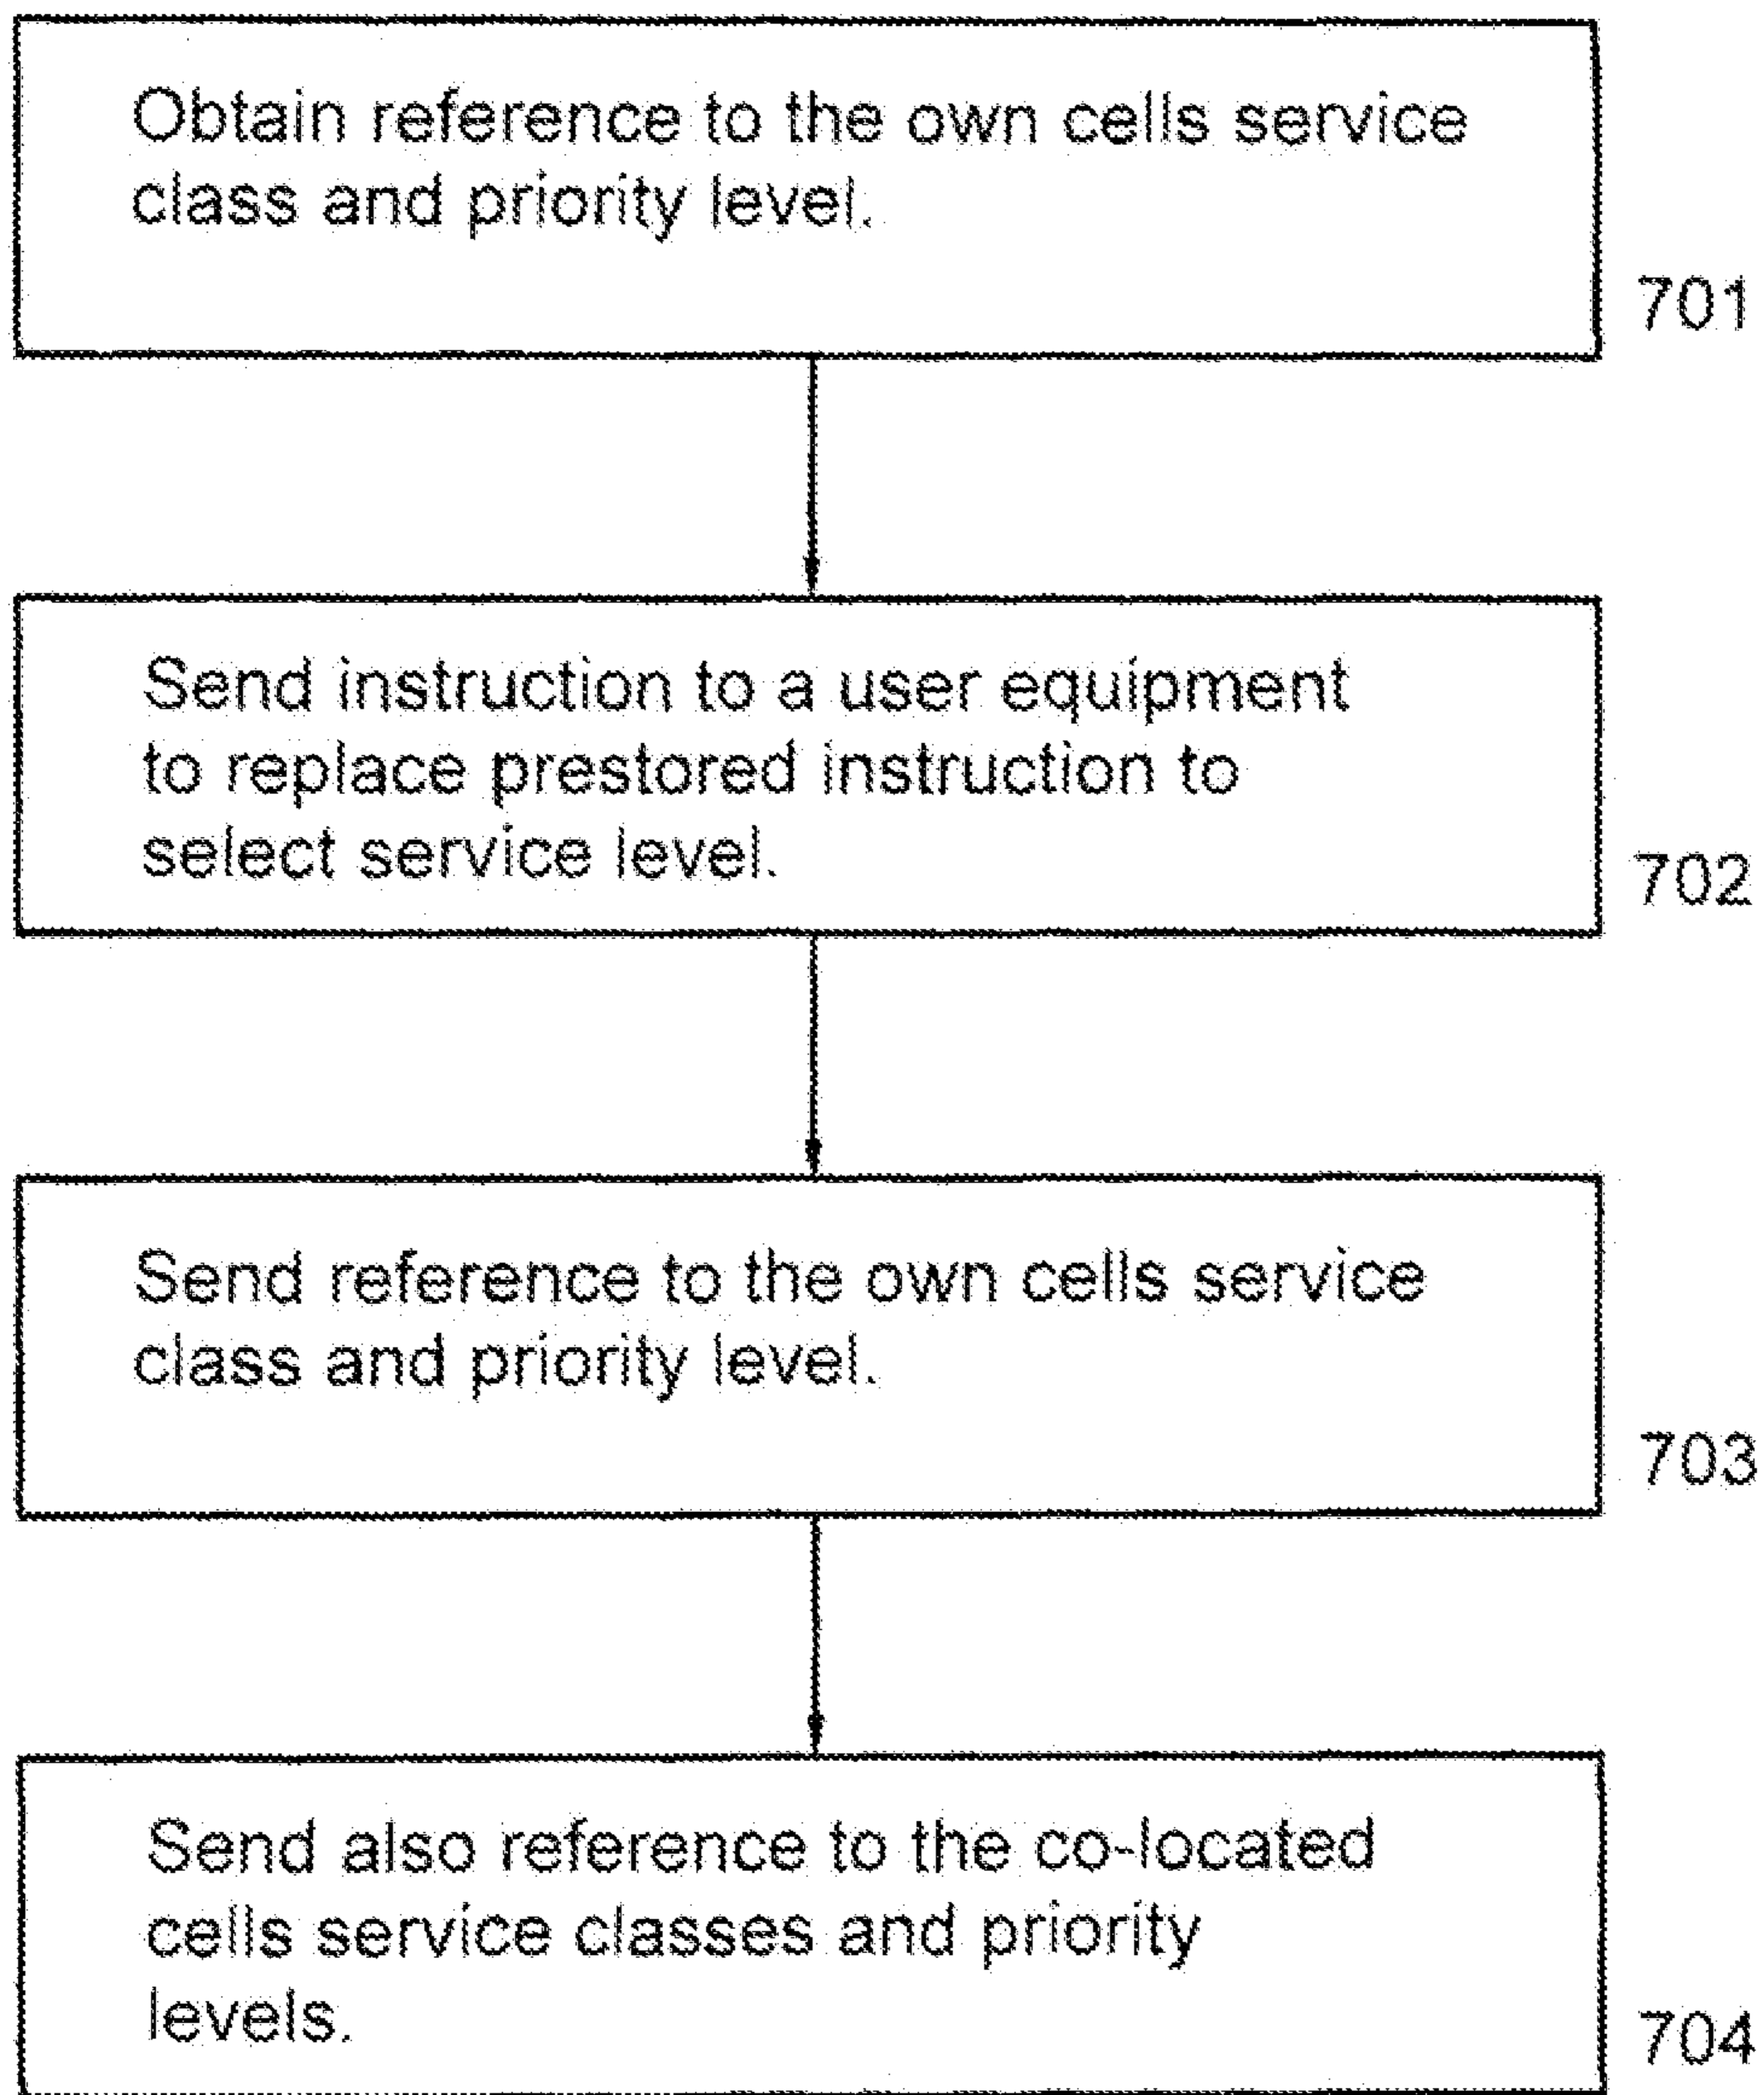 Obtain reference to the own cells service
class and priority level.
701
Send instruction to a user equipment
to replace prestored instruction to
select service level.
702
Send reference to the own cells service
class and priority level.
703
Send also reference to the co-located
cells service classes and priority
levels.
704